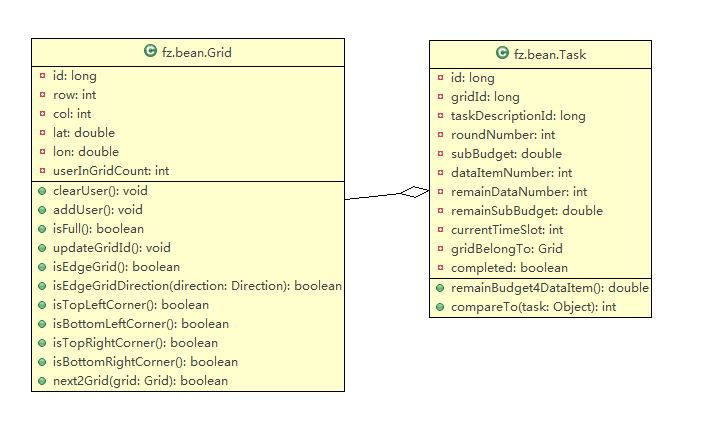 fz.bean.Grid
id: long
row: int
col: int
lat: double
lon: double
userInGridCount: int
clearUser(): void
addUser(): void
isFull(): boolean
updateGridId(): void
isEdgeGrid(): boolean
isEdgeGridDirection(direction: Direction): boolean
isTopLeftCorner(): boolean
isBottomLeftCorner(): boolean
isTopRightCorner(): boolean
isBottomRightCorner(): boolean
next2Grid(grid: Grid): boolean
fz.bean.Task
id: long
gridId: long
taskDescriptionId: long
roundNumber: int
subBudget: double
dataItemNumber: int
remainDataNumber: int
remainSubBudget: double
currentTimeSlot: int
gridBelongTo: Grid
completed: boolean
remainBudget4DataItem(): double
compareTo(task: Object): int